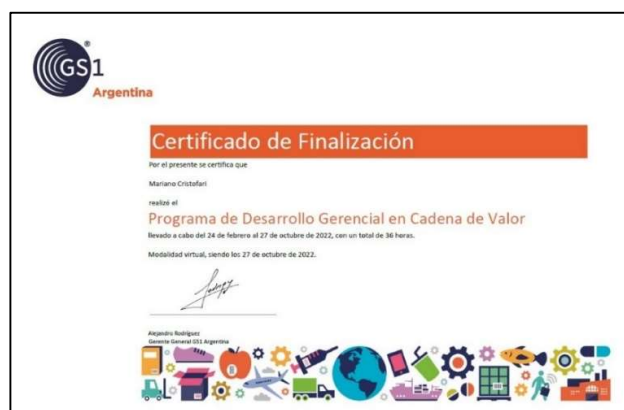 GS1
®
Argentina
Certificado de Finalización
Por el presente se certifica que
Mariano Cristofari
realizó el
Programa de Desarrollo Gerencial en Cadena de Valor
llevado a cabo del 24 de febrero al 27 de octubre de 2022, con un total de 36 horas.
Modalidad virtual, siendo los 27 de octubre de 2022.
Alejandro Rodríguez
Gerente General GS1 Argentina